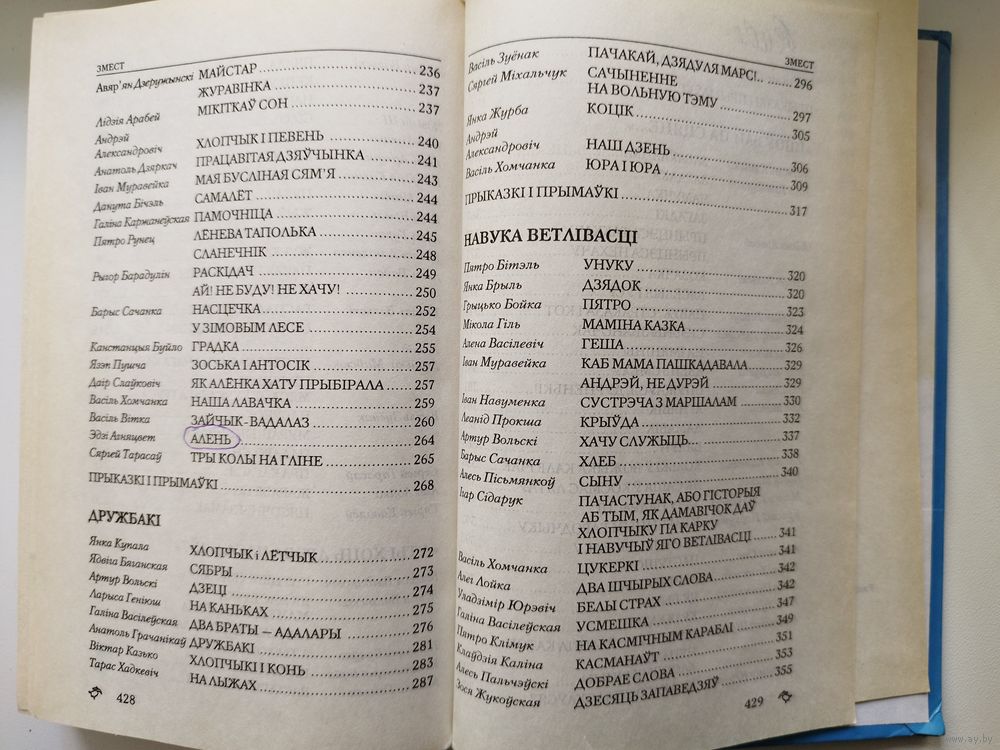 ЗМЕСТ
Авяр'ян Дзеружынскі МАЙСТАР 236
ЖУРАВІНКА 237
МІКІТКАЎ СОН 237
Лідзія Арабей
Андрэй
Александровіч ХЛОПЧЫК І ПЕВЕНЬ 240
Анатоль Дзяркач ПРАЦАВІТАЯ ДЗЯЎЧЫНКА 241
Іван Муравейка МАЯ БУСЛІНАЯ СЯМ'Я 243
Данута Бічэль САМАЛЁТ 244
Галіна Каржанеўская ПАМОЧНІЦА 244
Пятро Рунец ЛЁНЕВА ТАПОЛЬКА 245
СЛАНЕЧНІК 248
Рыгор Барадулін РАСКІДАЧ 249
АЙ! НЕ БУДУ! НЕ ХАЧУ! 250
Барыс Сачанка НАСЦЕЧКА 252
У ЗІМОВЫМ ЛЕСЕ 254
Канстанцыя Буйло ГРАДКА 255
Язэп Пушча ЗОСЬКА І АНТОСІК 257
Даір Слаўковіч ЯК АЛЁНКА ХАТУ ПРЫБІРАЛА 257
Васіль Хомчанка НАША ЛАВАЧКА 259
Васіль Вітка ЗАЙЧЫК-ВАДАЛАЗ 260
Эдзі Агняцвет АЛЕНЬ 264
Сяргей Тарасаў ТРЫ КОЛЫ НА ГЛІНЕ 265
ПРЫКАЗКІ І ПРЫМАЎКІ 268
ДРУЖБАКІ
Янка Купала ХЛОПЧЫК і ЛЁТЧЫК 272
Ядвіга Бяганская СЯБРЫ 273
Артур Вольскі ДЗЕЦІ 274
Ларыса Геніюш НА КАНЬКАХ 275
Галіна Васілеўская ДВА БРАТЫ — АДАЛАРЫ 276
Анатоль Грачанікаў ДРУЖБАКІ 281
Віктар Казько ХЛОПЧЫКІ І КОНЬ 283
Тарас Хадкевіч НА ЛЫЖАХ 287
428
ЗМЕСТ
Васіль Зуёнак ПАЧАКАЙ, ДЗЯДУЛЯ МАРС!.. 296
Сяргей Міхальчук САЧЫНЕННЕ
НА ВОЛЬНУЮ ТЭМУ 297
Янка Журба КОЦІК 305
Андрэй
Александровіч НАШ ДЗЕНЬ 306
Васіль Хомчанка ЮРА І ЮРА 309
ПРЫКАЗКІ І ПРЫМАЎКІ 317
НАВУКА ВЕТЛІВАСЦІ
Пятро Бітэль УНУКУ 320
Янка Брыль ДЗЯДОК 320
Грыцько Бойка ПЯТРО 323
Мікола Гіль МАМІНА КАЗКА 324
Алена Васілевіч ГЕША 326
Іван Муравейка КАБ МАМА ПАШКАДАВАЛА 329
АНДРЭЙ, НЕ ДУРЭЙ 329
Іван Навуменка СУСТРЭЧА З МАРШАЛАМ 330
Леанід Прокша КРЫЎДА 332
Артур Вольскі ХАЧУ СЛУЖЫЦЬ... 337
Барыс Сачанка ХЛЕБ 338
Алесь Пісьмянкоў СЫНУ 340
Ігар Сідарук ПАЧАСТУНАК, АБО ГІСТОРЫЯ
АБ ТЫМ, ЯК ДАМАВІЧОК ДАЎ
ХЛОПЧЫКУ ПА КАРКУ
І НАВУЧЫЎ ЯГО ВЕТЛІВАСЦІ 341
Васіль Хомчанка ЦУКЕРКІ 341
Алег Лойка ДВА ШЧЫРЫХ СЛОВА 342
Уладзімір Юрэвіч БЕЛЫ СТРАХ 342
Галіна Васілеўская УСМЕШКА 347
Пятро Клімук НА КАСМІЧНЫМ КАРАБЛІ 349
Клаўдзія Каліна КАСМАНАЎТ 351
Алесь Пальчэўскі ДОБРАЕ СЛОВА 353
Зося Жукоўская ДЗЕСЯЦЬ ЗАПАВЕДЗЯЎ 355
429
www.ay.by